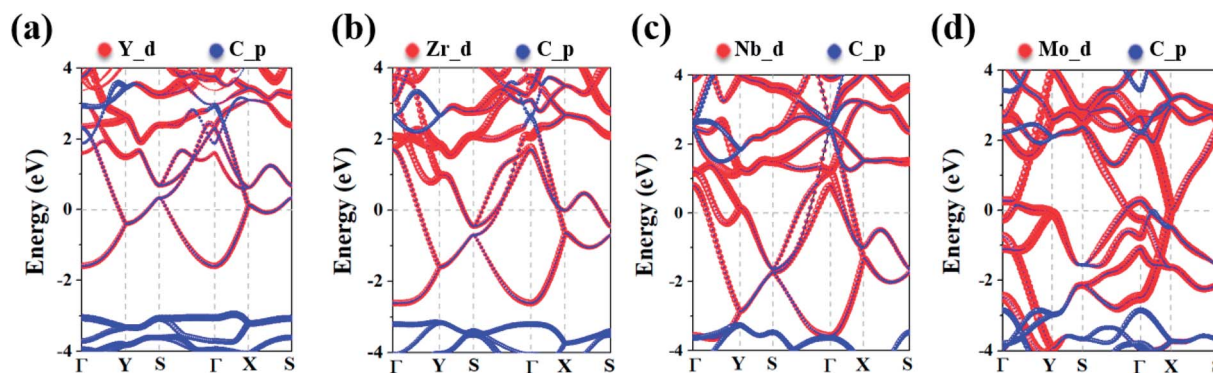 (a)
Y_d C_p
4
2
0
-2
-4
Energy (eV)
Γ Y S Γ X S
(b)
Zr_d C_p
4
2
0
-2
-4
Energy (eV)
Γ Y S Γ X S
(c)
Nb_d C_p
4
2
0
-2
-4
Energy (eV)
Γ Y S Γ X S
(d)
Mo_d C_p
4
2
0
-2
-4
Energy (eV)
Γ Y S Γ X S